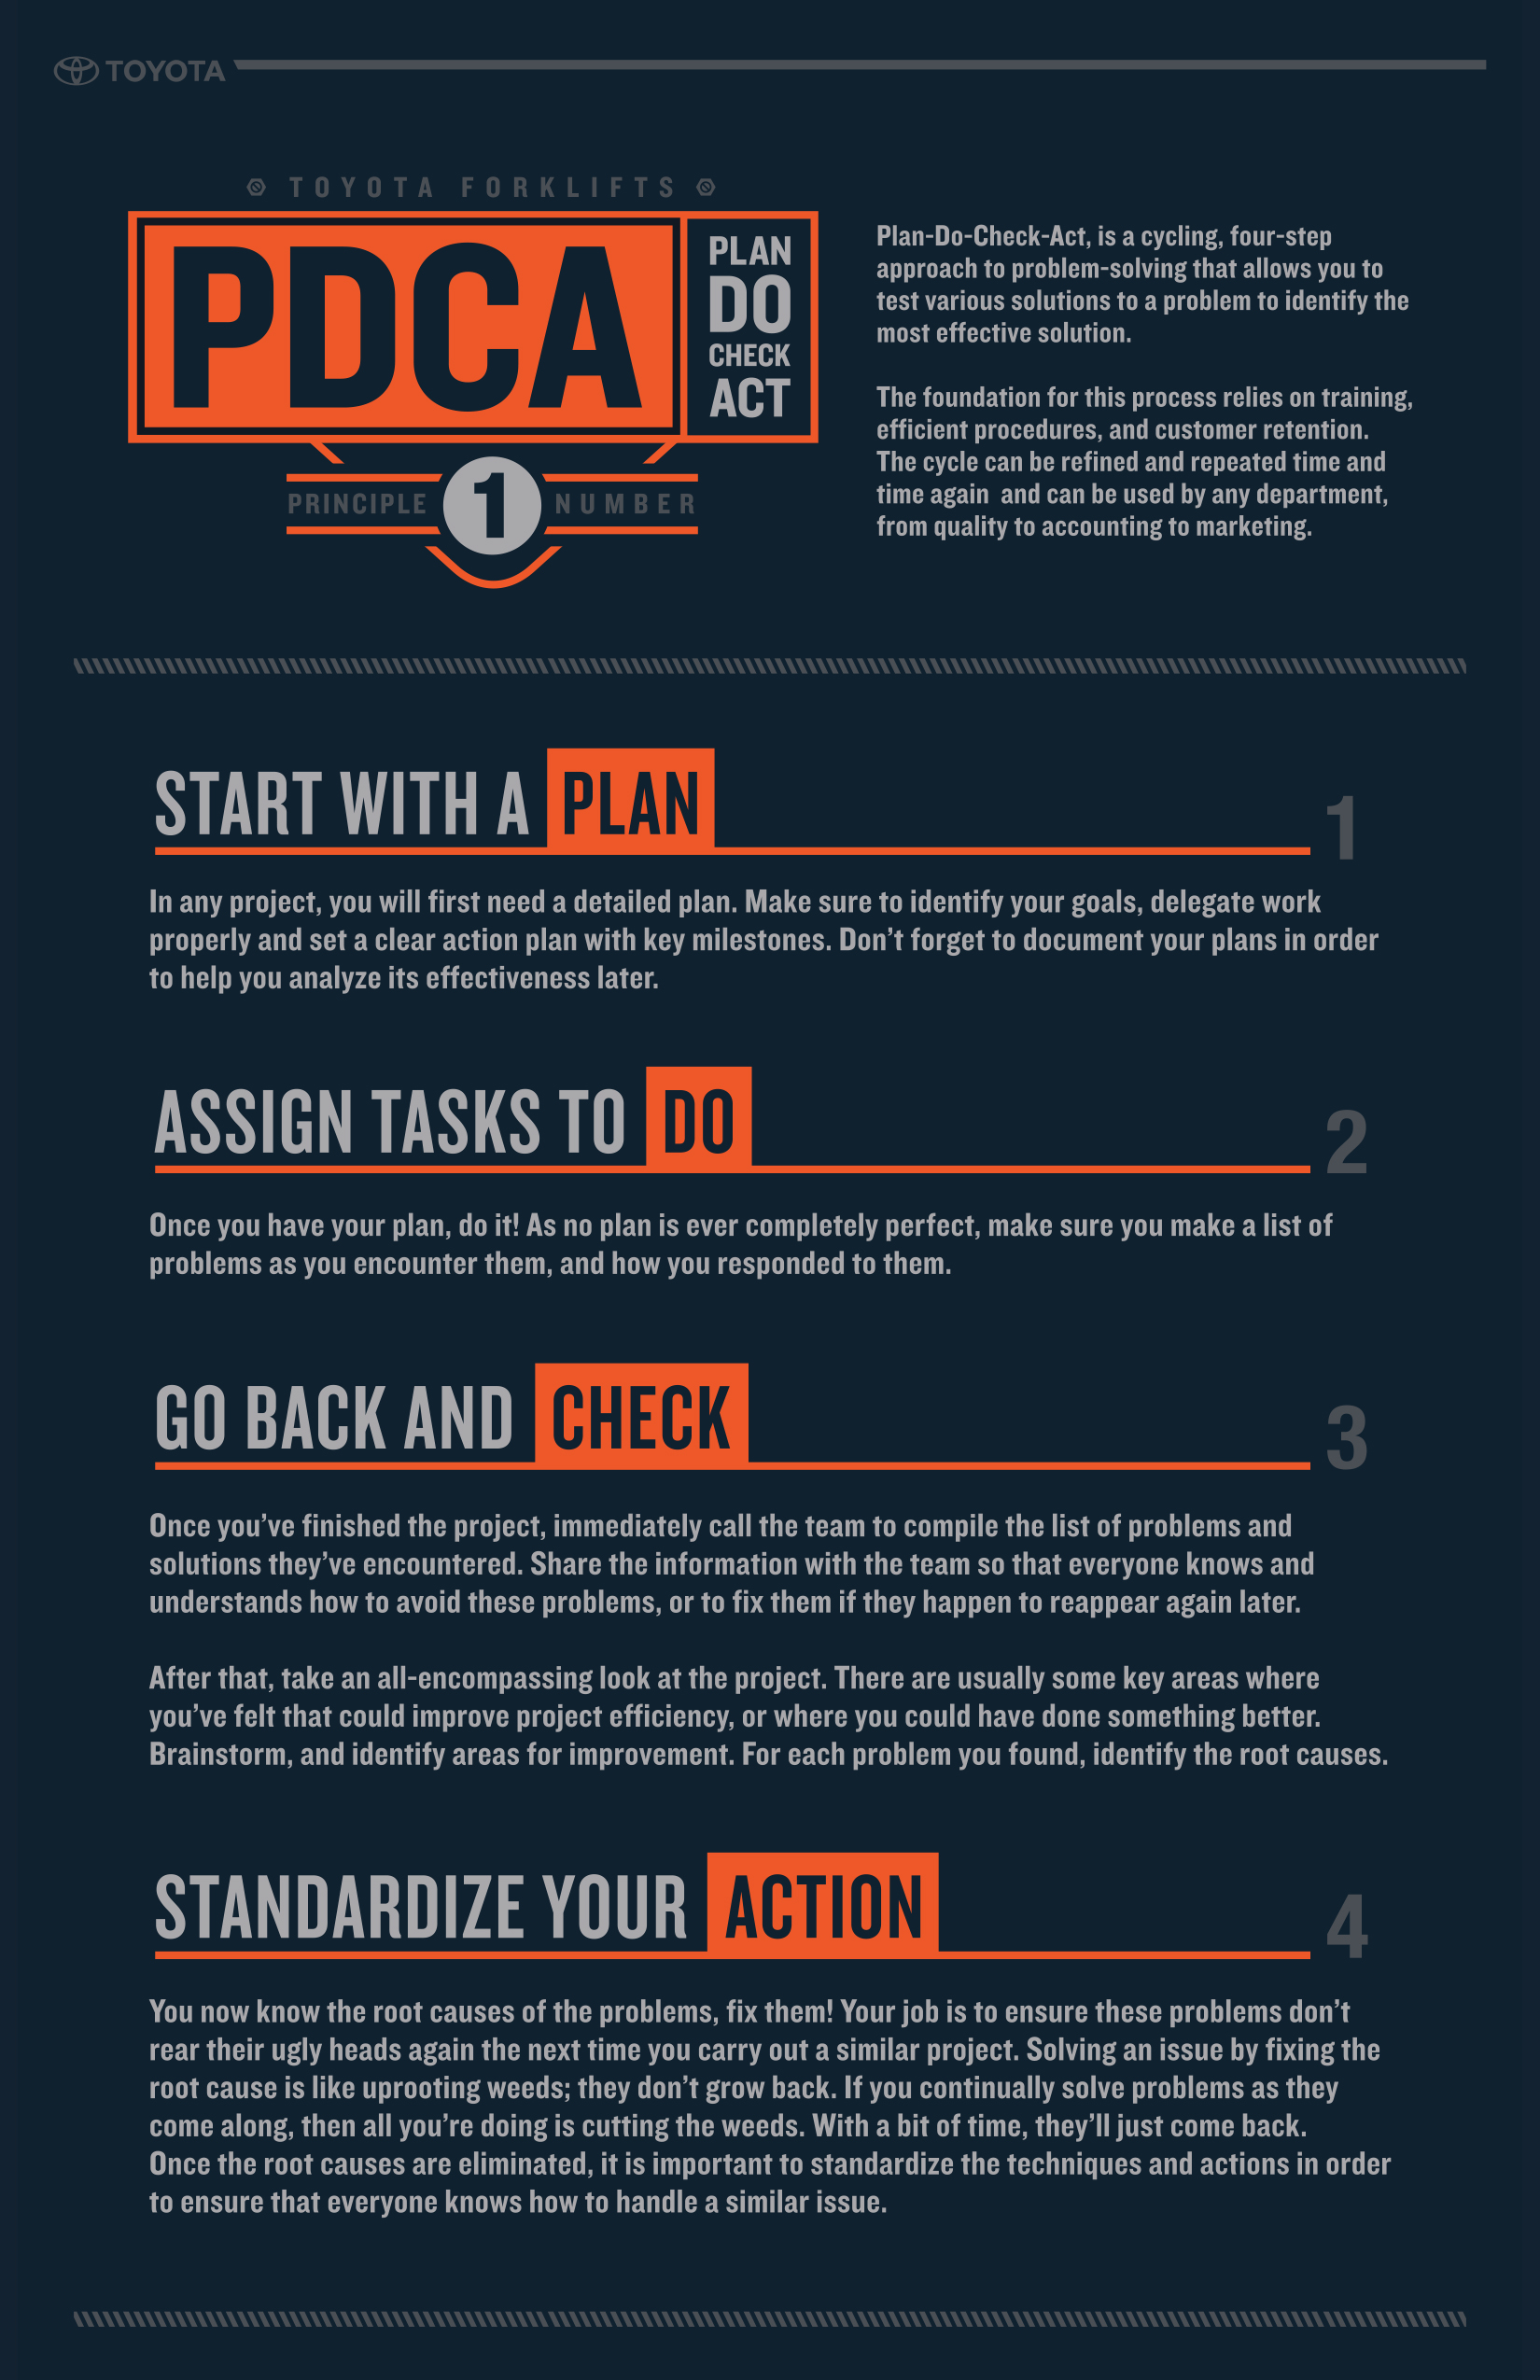 TOYOTA
TOYOTA FORKLIFTS
PDCA
PLAN
DO
CHECK
ACT
PRINCIPLE 1 NUMBER
Plan-Do-Check-Act, is a cycling, four-step
approach to problem-solving that allows you to
test various solutions to a problem to identify the
most effective solution.
The foundation for this process relies on training,
efficient procedures, and customer retention.
The cycle can be refined and repeated time and
time again  and can be used by any department,
from quality to accounting to marketing.
START WITH A PLAN 1
In any project, you will first need a detailed plan. Make sure to identify your goals, delegate work
properly and set a clear action plan with key milestones. Don’t forget to document your plans in order
to help you analyze its effectiveness later.
ASSIGN TASKS TO DO 2
Once you have your plan, do it! As no plan is ever completely perfect, make sure you make a list of
problems as you encounter them, and how you responded to them.
GO BACK AND CHECK 3
Once you’ve finished the project, immediately call the team to compile the list of problems and
solutions they’ve encountered. Share the information with the team so that everyone knows and
understands how to avoid these problems, or to fix them if they happen to reappear again later.
After that, take an all-encompassing look at the project. There are usually some key areas where
you’ve felt that could improve project efficiency, or where you could have done something better.
Brainstorm, and identify areas for improvement. For each problem you found, identify the root causes.
STANDARDIZE YOUR ACTION 4
You now know the root causes of the problems, fix them! Your job is to ensure these problems don’t
rear their ugly heads again the next time you carry out a similar project. Solving an issue by fixing the
root cause is like uprooting weeds; they don’t grow back. If you continually solve problems as they
come along, then all you’re doing is cutting the weeds. With a bit of time, they’ll just come back.
Once the root causes are eliminated, it is important to standardize the techniques and actions in order
to ensure that everyone knows how to handle a similar issue.